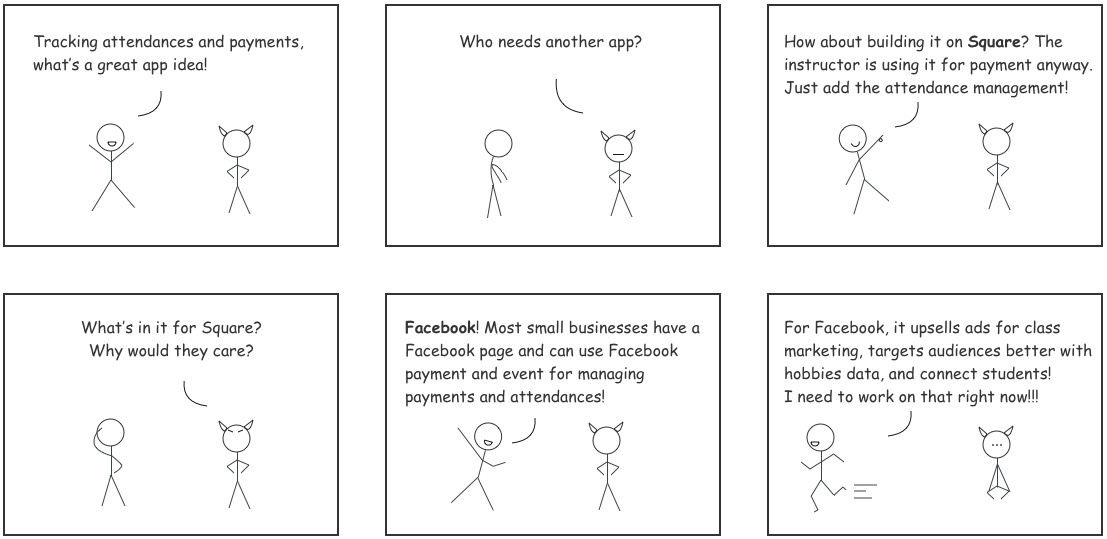 Tracking attendances and payments,
what's a great app idea!
Who needs another app?
How about building it on Square? The
instructor is using it for payment anyway.
Just add the attendance management!
What's in it for Square?
Why would they care?
Facebook! Most small businesses have a
Facebook page and can use Facebook
payment and event for managing
payments and attendances!
For Facebook, it upsells ads for class
marketing, targets audiences better with
hobbies data, and connect students!
I need to work on that right now!!!
...